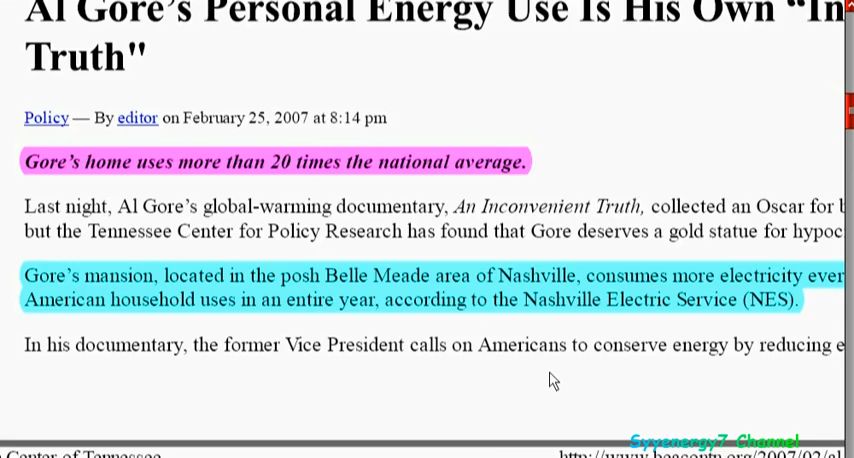 Al Gore's Personal Energy Use Is His Own "In
Truth"
Policy — By editor on February 25, 2007 at 8:14 pm
Gore's home uses more than 20 times the national average.
Last night, Al Gore's global-warming documentary, An Inconvenient Truth, collected an Oscar for
but the Tennessee Center for Policy Research has found that Gore deserves a gold statue for hypoc
Gore's mansion, located in the posh Belle Meade area of Nashville, consumes more electricity ever
American household uses in an entire year, according to the Nashville Electric Service (NES).
In his documentary, the former Vice President calls on Americans to conserve energy by reducing e
Syyenergy7 Channel
Center of Tennessee